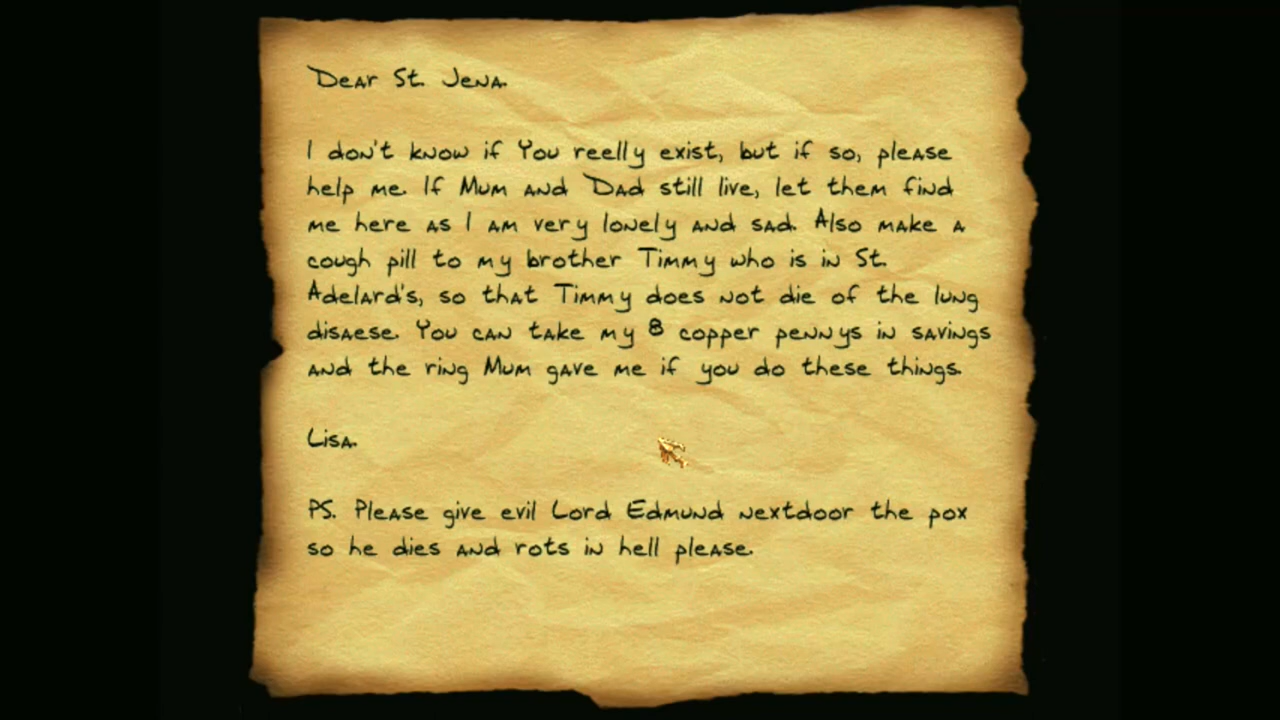 Dear St. Jena.
I don't know if You reelly exist, but if so, please
help me. If Mum and Dad still live, let them find
me here as I am very lonely and sad. Also make a
cough pill to my brother Timmy who is in St.
Adelard's, so that Timmy does not die of the lung
disaese. You can take my 8 copper pennys in savings
and the ring Mum gave me if you do these things.
Lisa.
PS. Please give evil Lord Edmund nextdoor the pox
so he dies and rots in hell please.